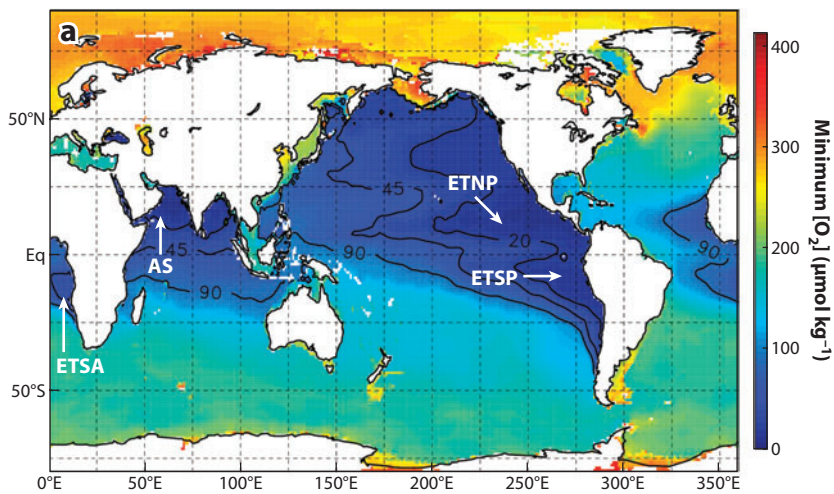 a
50°N
Eq
50°S
0°E
50°E
100°E
150°E
200°E
250°E
300°E
350°E
ETNP
ETSP
AS
ETSA
45
20
90
45
90
90
400
300
200
100
0
Minimum [O₂] (μmol kg⁻¹)